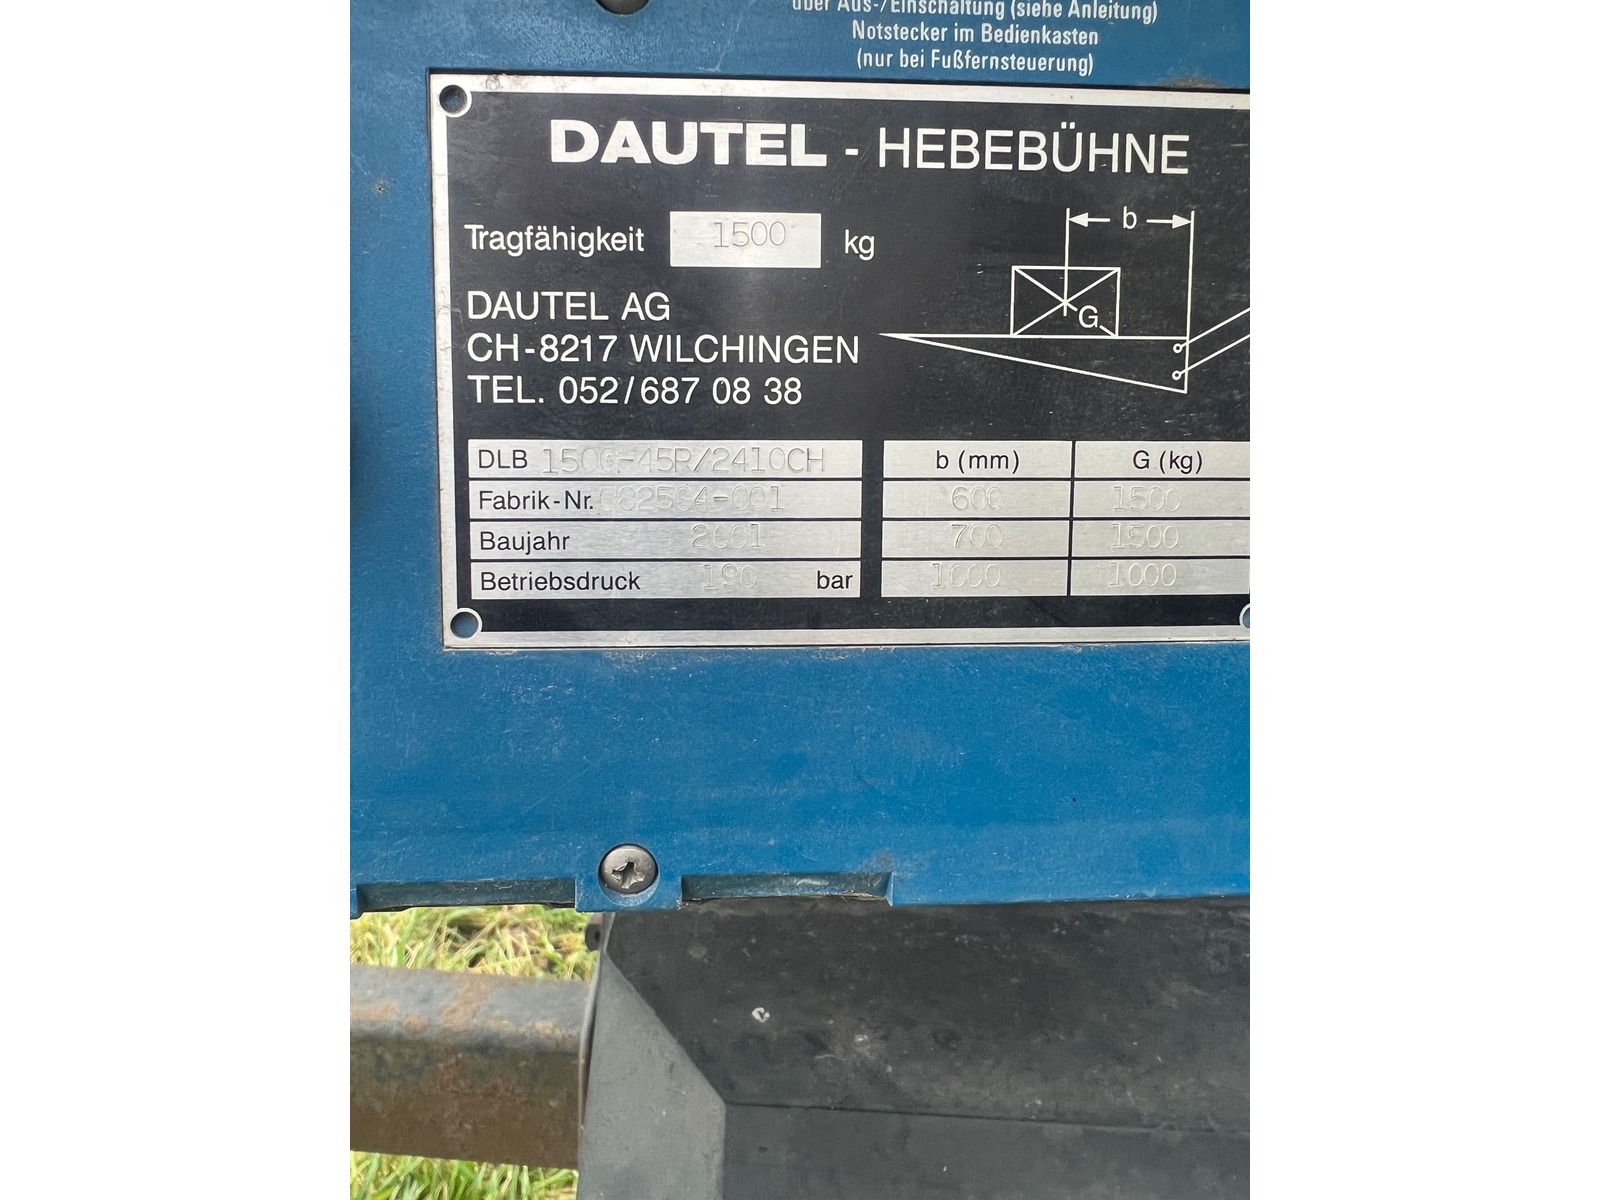 über Aus-/Einschaltung (siehe Anleitung)
Notstecker im Bedienkasten
(nur bei Fußfernsteuerung)
DAUTEL - HEBEBÜHNE
Tragfähigkeit 1500 kg
b
G
DAUTEL AG
CH-8217 WILCHINGEN
TEL. 052/687 08 38
DLB 1500-45R/2410CH
Fabrik-Nr.
Baujahr 2001
Betriebsdruck 190 bar
b (mm) G (kg)
600 1500
700 1500
1000 1000